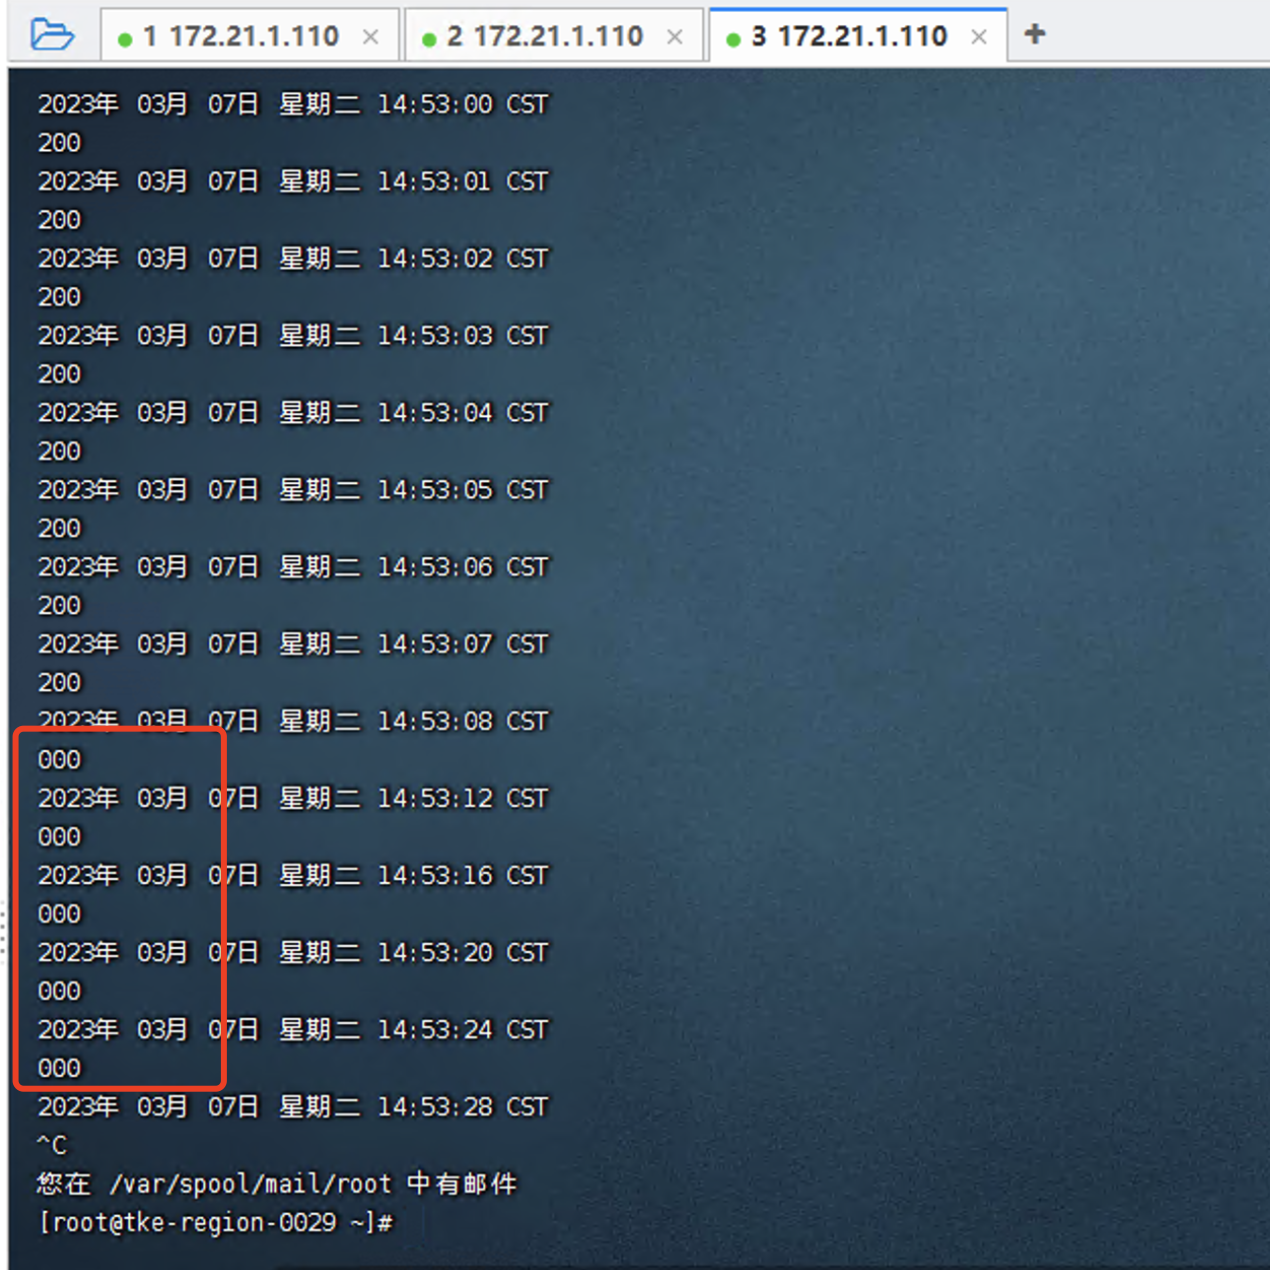 1 172.21.1.110 × 2 172.21.1.110 × 3 172.21.1.110 × +
2023年 03月 07日 星期二 14:53:00 CST
200
2023年 03月 07日 星期二 14:53:01 CST
200
2023年 03月 07日 星期二 14:53:02 CST
200
2023年 03月 07日 星期二 14:53:03 CST
200
2023年 03月 07日 星期二 14:53:04 CST
200
2023年 03月 07日 星期二 14:53:05 CST
200
2023年 03月 07日 星期二 14:53:06 CST
200
2023年 03月 07日 星期二 14:53:07 CST
200
2023年 03月 07日 星期二 14:53:08 CST
000
2023年 03月 07日 星期二 14:53:12 CST
000
2023年 03月 07日 星期二 14:53:16 CST
000
2023年 03月 07日 星期二 14:53:20 CST
000
2023年 03月 07日 星期二 14:53:24 CST
000
2023年 03月 07日 星期二 14:53:28 CST
^C
您在 /var/spool/mail/root 中有邮件
[root@tke-region-0029 ~]#